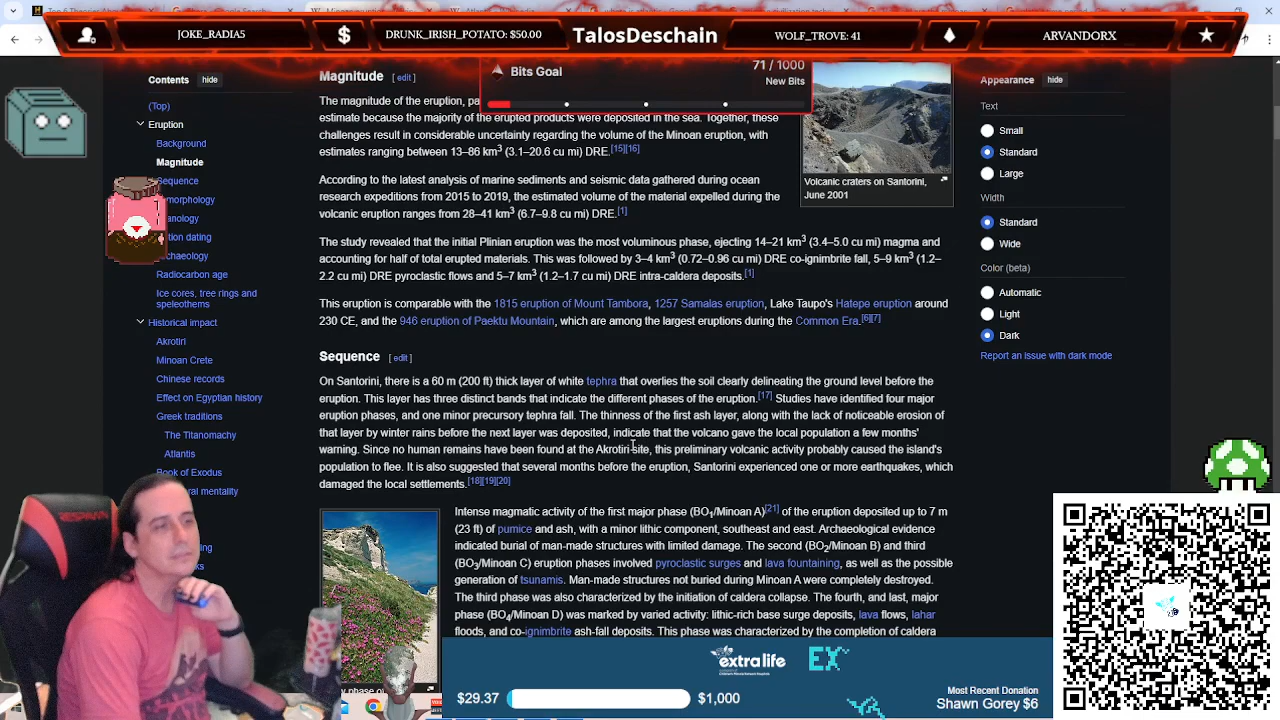 JOKE_RADIA5
DRUNK_IRISH_POTATO: $50.00
TalosDeschain
WOLF_TROVE: 41
ARVANDORX
Bits Goal
71 / 1000
New Bits
Contents hide
(Top)
Eruption
Background
Magnitude
Sequence
Radiocarbon age
Ice cores, tree rings and
speleothems
Historical impact
Akrotiri
Minoan Crete
Chinese records
Effect on Egyptian history
Greek traditions
The Titanomachy
Atlantis
Book of Exodus
Magnitude [ edit ]
The magnitude of the eruption, pa
estimate because the majority of the erupted products were deposited in the sea. Together, these
challenges result in considerable uncertainty regarding the volume of the Minoan eruption, with
estimates ranging between 13–86 km3 (3.1–20.6 cu mi) DRE.[15][16]
According to the latest analysis of marine sediments and seismic data gathered during ocean
research expeditions from 2015 to 2019, the estimated volume of the material expelled during the
volcanic eruption ranges from 28–41 km3 (6.7–9.8 cu mi) DRE.[1]
The study revealed that the initial Plinian eruption was the most voluminous phase, ejecting 14–21 km3 (3.4–5.0 cu mi) magma and
accounting for half of total erupted materials. This was followed by 3–4 km3 (0.72–0.96 cu mi) DRE co-ignimbrite fall, 5–9 km3 (1.2–
2.2 cu mi) DRE pyroclastic flows and 5–7 km3 (1.2–1.7 cu mi) DRE intra-caldera deposits.[1]
This eruption is comparable with the 1815 eruption of Mount Tambora, 1257 Samalas eruption, Lake Taupo's Hatepe eruption around
230 CE, and the 946 eruption of Paektu Mountain, which are among the largest eruptions during the Common Era.[6][7]
Sequence [ edit ]
On Santorini, there is a 60 m (200 ft) thick layer of white tephra that overlies the soil clearly delineating the ground level before the
eruption. This layer has three distinct bands that indicate the different phases of the eruption.[17] Studies have identified four major
eruption phases, and one minor precursory tephra fall. The thinness of the first ash layer, along with the lack of noticeable erosion of
that layer by winter rains before the next layer was deposited, indicate that the volcano gave the local population a few months'
warning. Since no human remains have been found at the Akrotiri site, this preliminary volcanic activity probably caused the island's
population to flee. It is also suggested that several months before the eruption, Santorini experienced one or more earthquakes, which
damaged the local settlements.[18][19][20]
Intense magmatic activity of the first major phase (BO1/Minoan A)[21] of the eruption deposited up to 7 m
(23 ft) of pumice and ash, with a minor lithic component, southeast and east. Archaeological evidence
indicated burial of man-made structures with limited damage. The second (BO2/Minoan B) and third
(BO3/Minoan C) eruption phases involved pyroclastic surges and lava fountaining, as well as the possible
generation of tsunamis. Man-made structures not buried during Minoan A were completely destroyed.
The third phase was also characterized by the initiation of caldera collapse. The fourth, and last, major
phase (BO4/Minoan D) was marked by varied activity: lithic-rich base surge deposits, lava flows, lahar
floods, and co-ignimbrite ash-fall deposits. This phase was characterized by the completion of caldera
Volcanic craters on Santorini,
June 2001
Appearance hide
Text
Small
Standard
Large
Width
Standard
Wide
Color (beta)
Automatic
Light
Dark
Report an issue with dark mode
extralife
EX
$29.37
$1,000
Most Recent Donation
Shawn Gorey $6